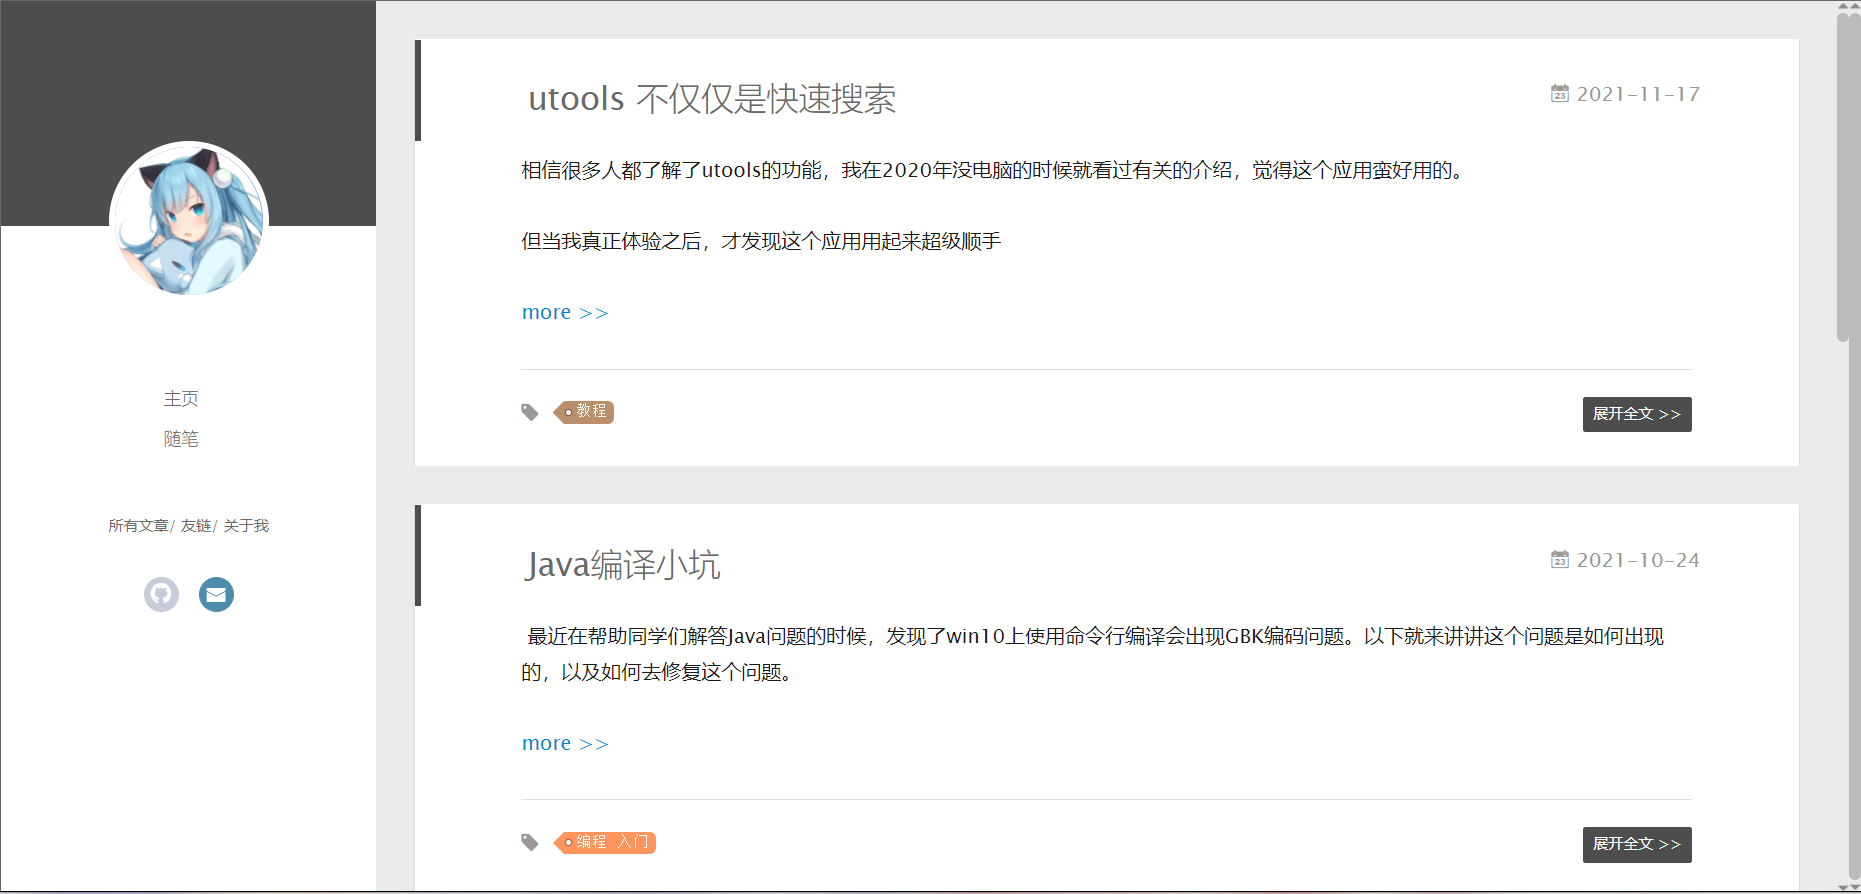 主页
随笔
所有文章/ 友链/ 关于我
utools 不仅仅是快速搜索
23 2021-11-17
相信很多人都了解了utools的功能，我在2020年没电脑的时候就看过有关的介绍，觉得这个应用蛮好用的。
但当我真正体验之后，才发现这个应用用起来超级顺手
more >>
教程
展开全文 >>
Java编译小坑
23 2021-10-24
最近在帮助同学们解答Java问题的时候，发现了win10上使用命令行编译会出现GBK编码问题。以下就来讲讲这个问题是如何出现
的，以及如何去修复这个问题。
more >>
编程 入门
展开全文 >>